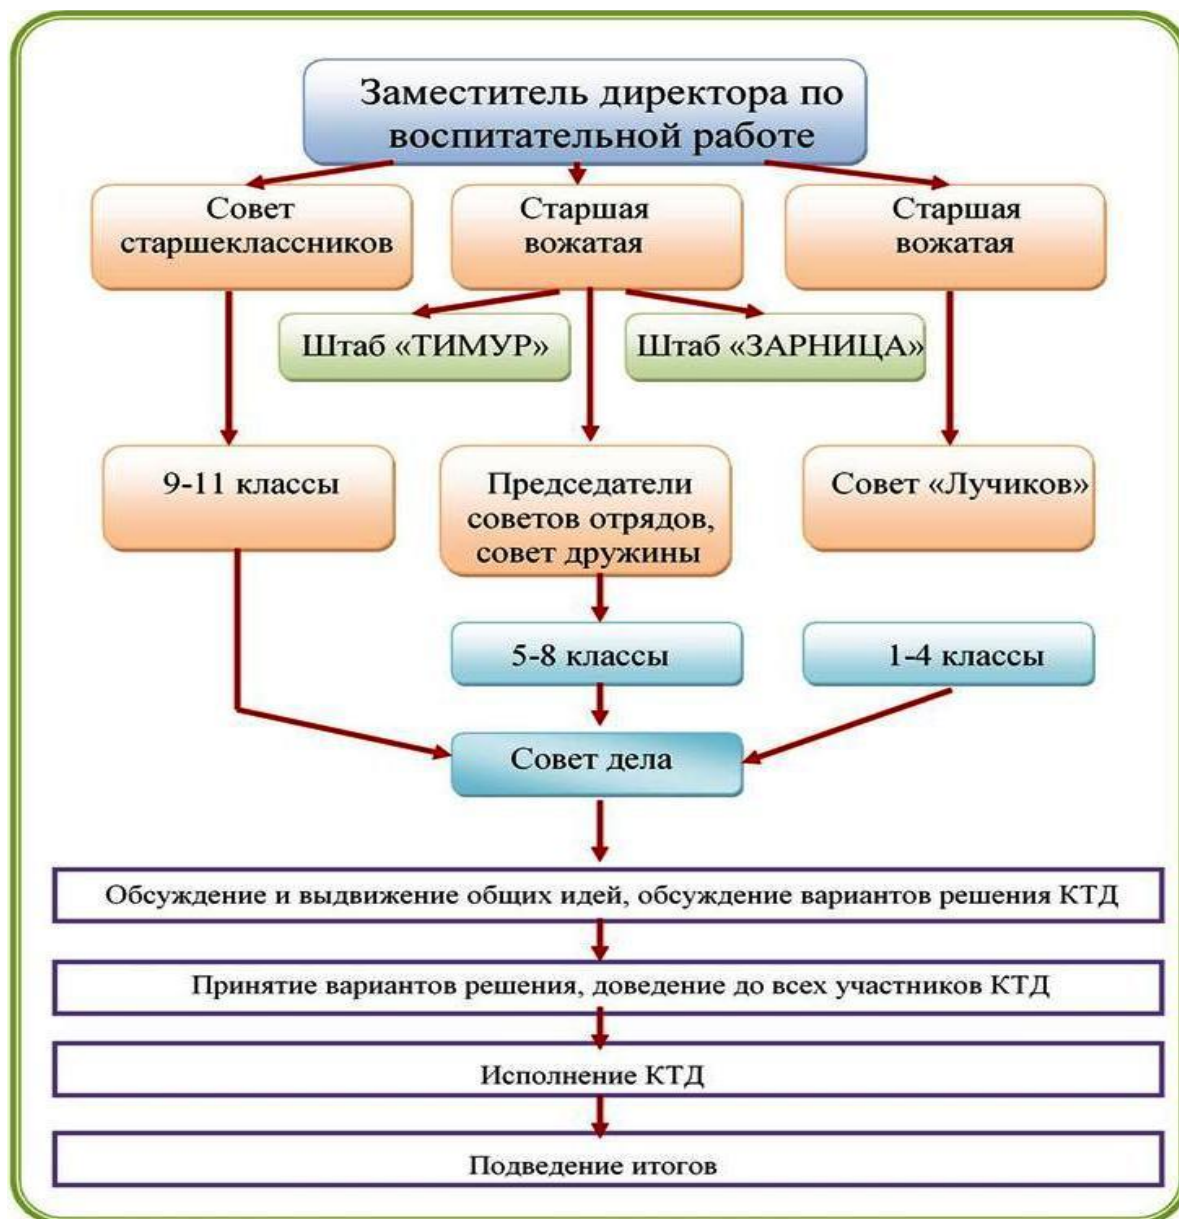 Заместитель директора по
воспитательной работе
Совет
старшеклассников
Старшая
вожатая
Старшая
вожатая
Штаб «ТИМУР»
Штаб «ЗАРНИЦА»
9-11 классы
Председатели
советов отрядов,
совет дружины
Совет «Лучиков»
5-8 классы
1-4 классы
Совет дела
Обсуждение и выдвижение общих идей, обсуждение вариантов решения КТД
Принятие вариантов решения, доведение до всех участников КТД
Исполнение КТД
Подведение итогов